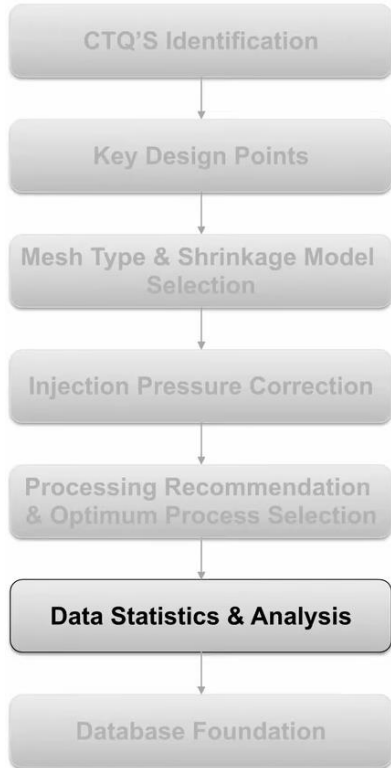 CTQ'S Identification
Key Design Points
Mesh Type & Shrinkage Model
Selection
Injection Pressure Correction
Processing Recommendation
& Optimum Process Selection
Data Statistics & Analysis
Database Foundation